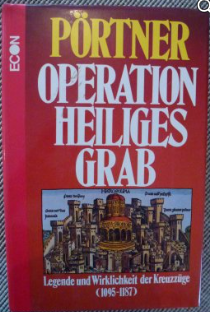 ECON
PÖRTNER
OPERATION
HEILIGES
GRAB
Legende und Wirklichkeit der Kreuzzüge
(1095-1187)